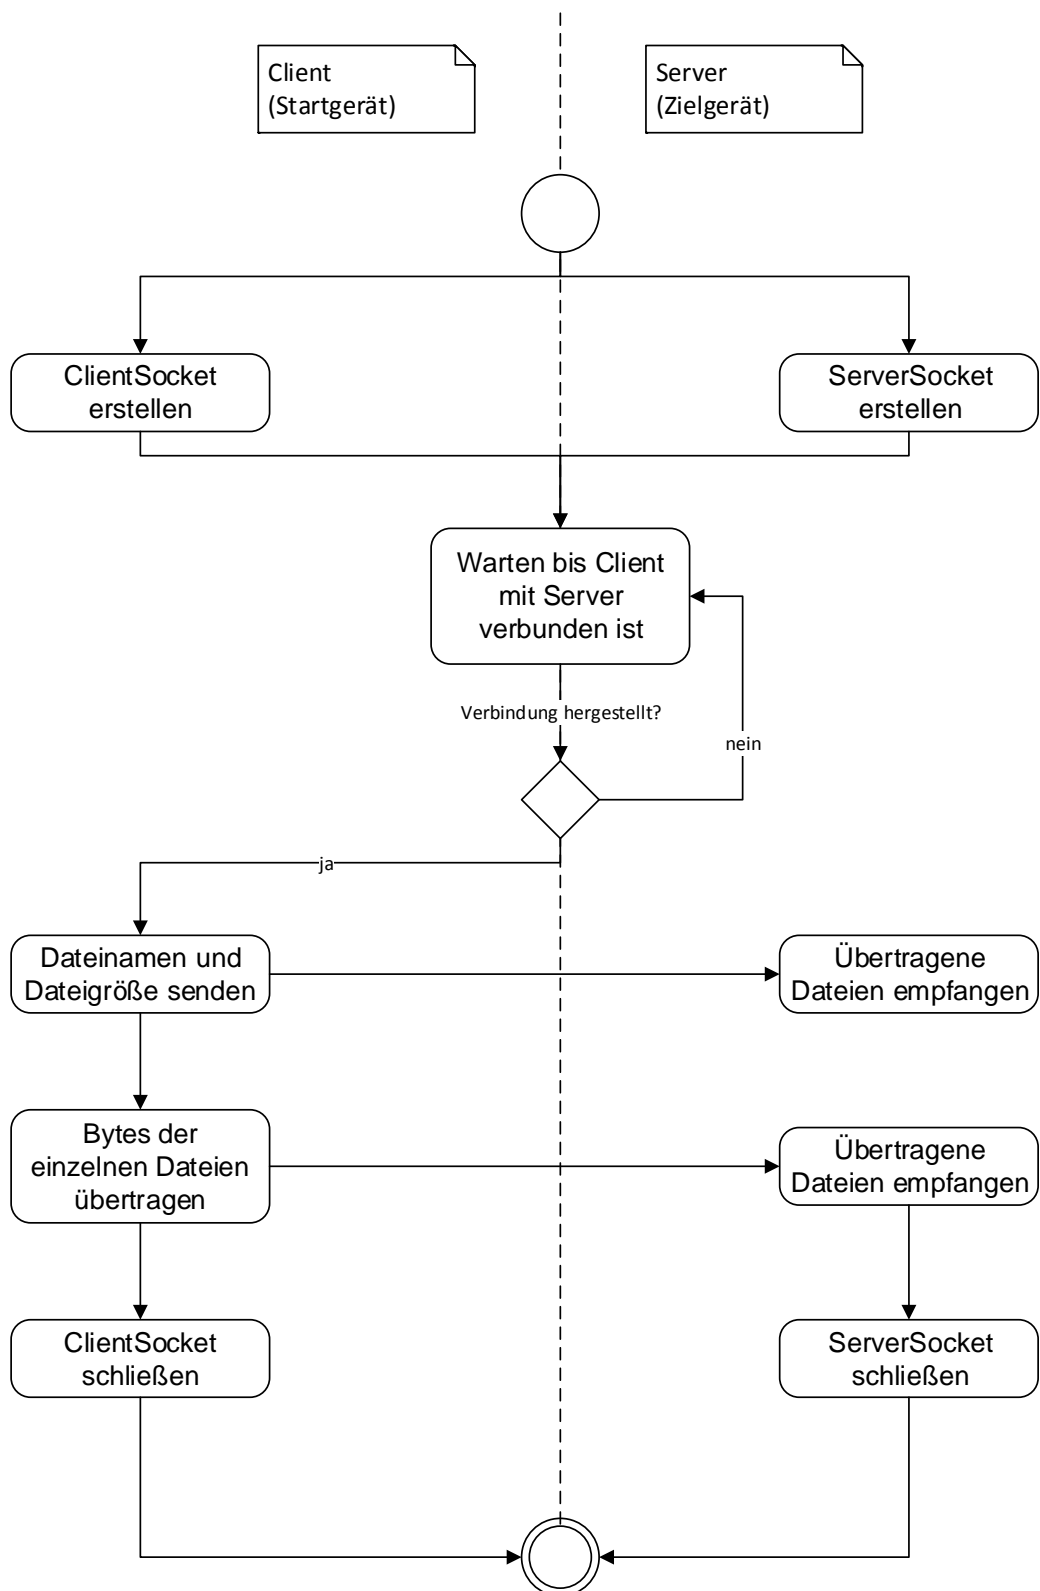 Client
(Startgerät)
Server
(Zielgerät)
ClientSocket
erstellen
ServerSocket
erstellen
Warten bis Client
mit Server
verbunden ist
Verbindung hergestellt?
nein
ja
Dateinamen und
Dateigröße senden
Übertragene
Dateien empfangen
Bytes der
einzelnen Dateien
übertragen
Übertragene
Dateien empfangen
ClientSocket
schließen
ServerSocket
schließen